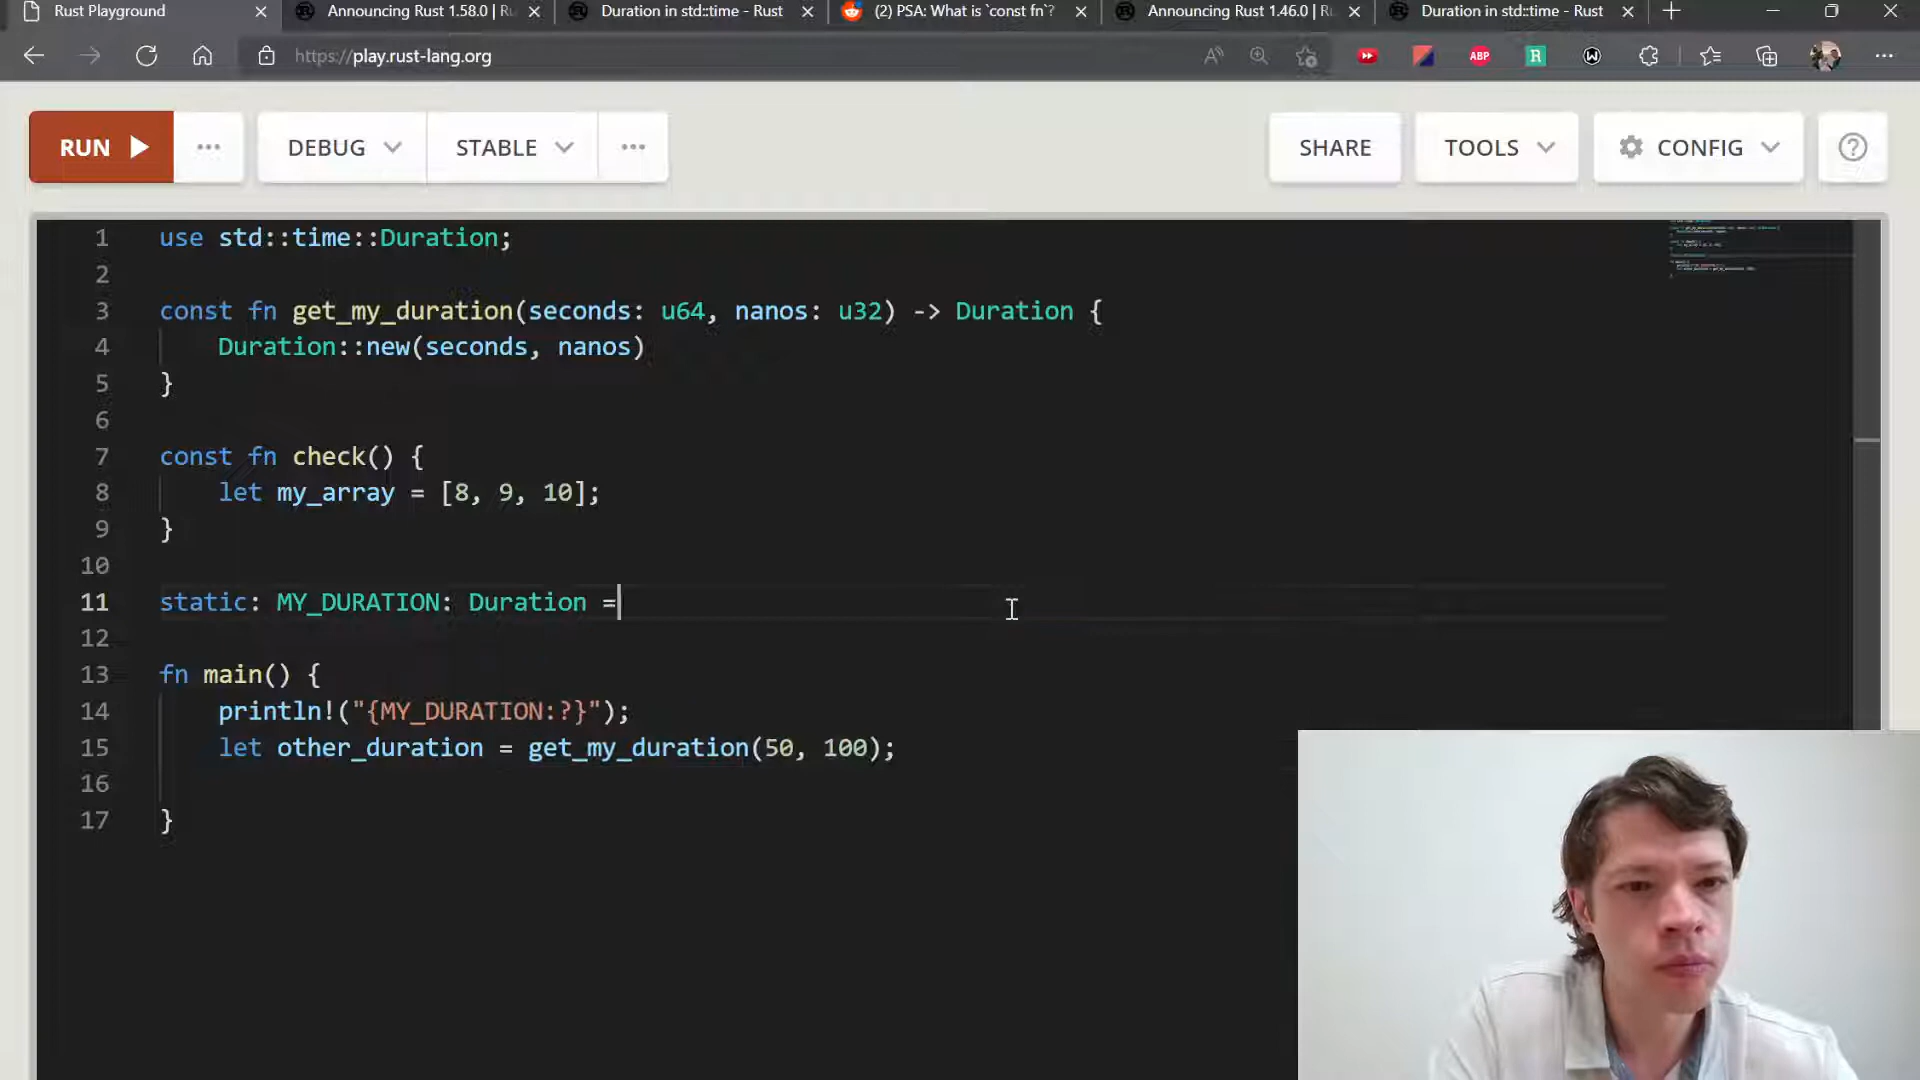 Rust Playground
Announcing Rust 1.58.0 | Ru
Duration in std::time - Rust
(2) PSA: What is `const fn`?
Announcing Rust 1.46.0 | Ru
Duration in std::time - Rust
https://play.rust-lang.org
ABP
R
W
RUN
DEBUG
STABLE
SHARE
TOOLS
CONFIG
1 use std::time::Duration;
2
3 const fn get_my_duration(seconds: u64, nanos: u32) -> Duration {
4 Duration::new(seconds, nanos)
5 }
6
7 const fn check() {
8 let my_array = [8, 9, 10];
9 }
10
11 static: MY_DURATION: Duration =
12
13 fn main() {
14 println!("{MY_DURATION:?}");
15 let other_duration = get_my_duration(50, 100);
16
17 }